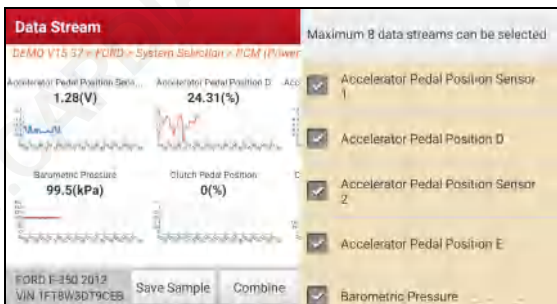 Data Stream
DEMO V15.37 > FORD > System Selection > PCM (Power
Accelerator Pedal Position Sens...
1.28(V)
Accelerator Pedal Position D
24.31(%)
Acc
Barometric Pressure
99.5(kPa)
Clutch Pedal Position
0(%)
C
FORD F-350 2012
VIN 1FT8W3DT9CEB
Save Sample
Combine
Maximum 8 data streams can be selected
Accelerator Pedal Position Sensor
1
Accelerator Pedal Position D
Accelerator Pedal Position Sensor
2
Accelerator Pedal Position E
Barometric Pressure